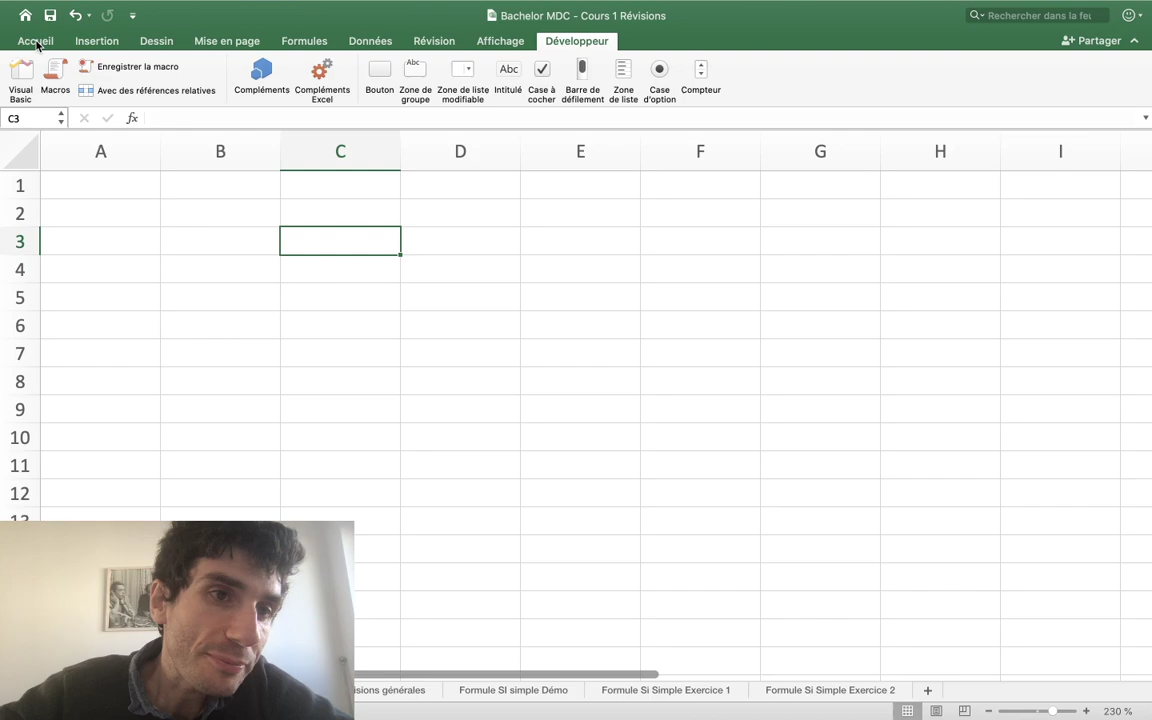 Bachelor MDC - Cours 1 Révisions
Rechercher dans la feu
Accueil Insertion Dessin Mise en page Formules Données Révision Affichage Développeur Partager
Visual Basic
Macros
Enregistrer la macro
Avec des références relatives
Compléments
Compléments Excel
Bouton
Abc
Zone de groupe
Zone de liste modifiable
Abc
Intitulé
Case à cocher
Barre de défilement
Zone de liste
Case d'option
Compteur
C3 fx
A B C D E F G H I
1
2
3
4
5
6
7
8
9
10
11
12
isions générales Formule SI simple Démo Formule Si Simple Exercice 1 Formule Si Simple Exercice 2
230 %